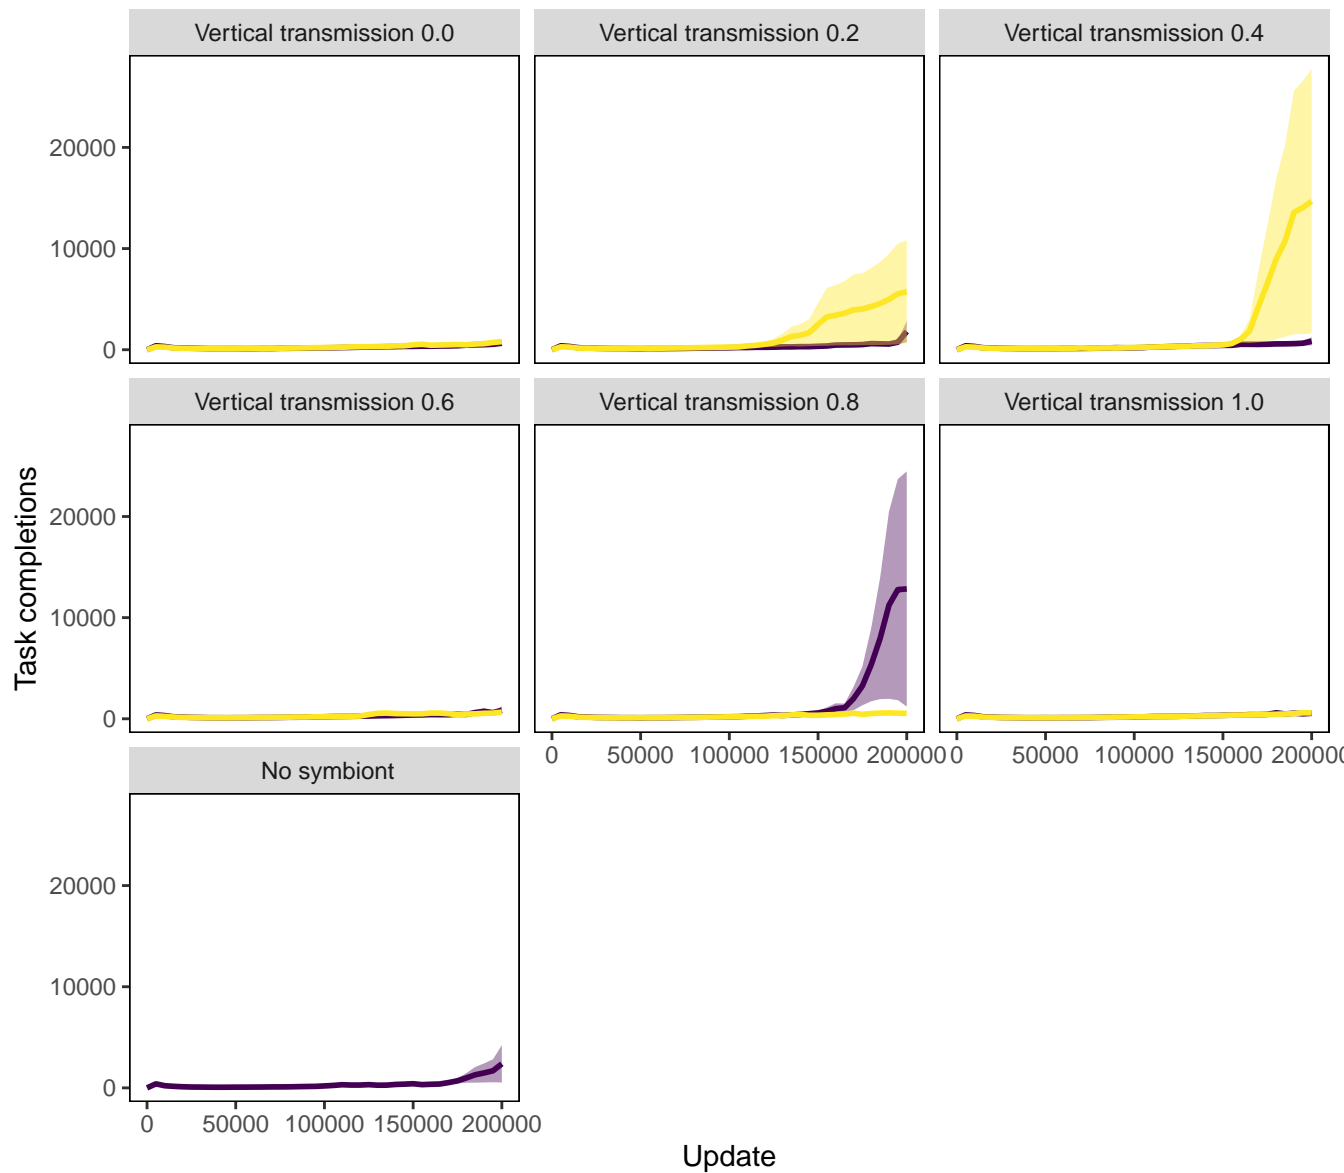 Vertical transmission 0.0
Vertical transmission 0.2
Vertical transmission 0.4
20000
10000
0
Vertical transmission 0.6
Vertical transmission 0.8
Vertical transmission 1.0
20000
10000
0
0 50000 100000 150000 200000
0 50000 100000 150000 200000
No symbiont
20000
10000
0
0 50000 100000 150000 200000
Task completions
Update